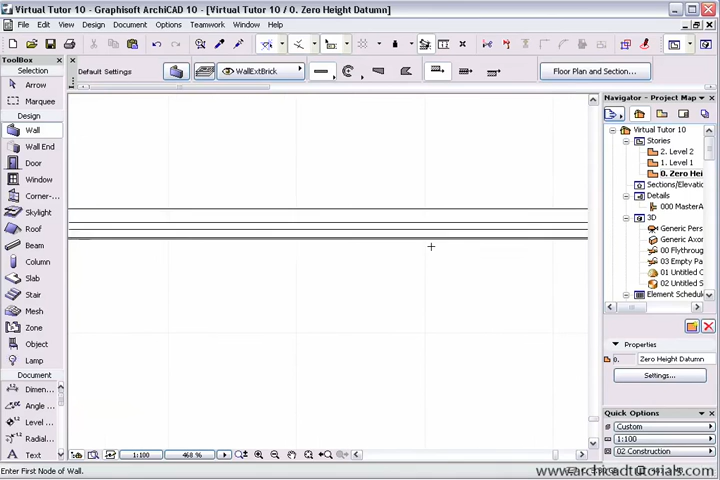 Virtual Tutor 10 - Graphisoft ArchiCAD 10 - [Virtual Tutor 10 / 0. Zero Height Datumn]
File Edit View Design Document Options Teamwork Window Help
ToolBox
Selection
Arrow
Marquee
Design
Wall
Wall End
Door
Window
Corner-...
Skylight
Roof
Beam
Column
Slab
Stair
Mesh
Zone
Object
Lamp
Document
Dimen...
Angle ...
Level ...
Radial...
Text
Default Settings
WallExtBrick
Floor Plan and Section...
Navigator - Project Map
Virtual Tutor 10
Stories
2. Level 2
1. Level 1
0. Zero Hei
Sections/Elevatio
Details
000 MasterA
3D
Generic Pers
Generic Axon
00 Flythroug
03 Empty Pa
01 Untitled C
02 Untitled S
Element Schedul
Properties
0. Zero Height Datumn
Settings...
Quick Options
Custom
1:100
02 Construction
1:100 468 %
Enter First Node of Wall.
www.archicadtutorials.com